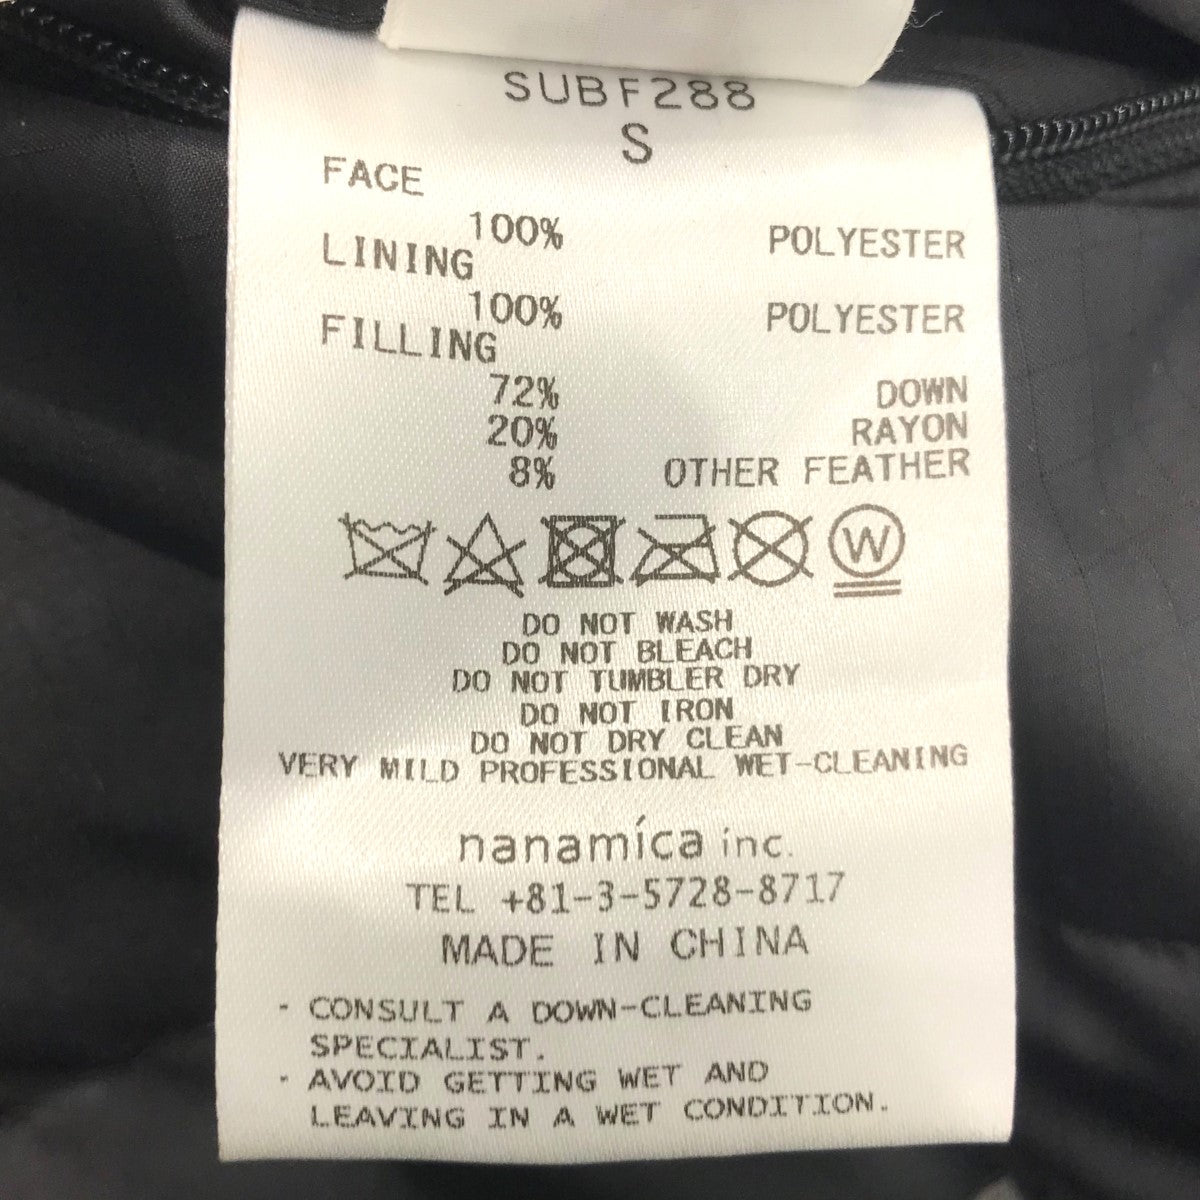 SUBF288
S
FACE
100% POLYESTER
LINING
100% POLYESTER
FILLING
72% DOWN
20% RAYON
8% OTHER FEATHER
W
DO NOT WASH
DO NOT BLEACH
DO NOT TUMBLER DRY
DO NOT IRON
DO NOT DRY CLEAN
VERY MILD PROFESSIONAL WET-CLEANING
nanamíca inc.
TEL +81-3-5728-8717
MADE IN CHINA
- CONSULT A DOWN-CLEANING
SPECIALIST.
- AVOID GETTING WET AND
LEAVING IN A WET CONDITION.